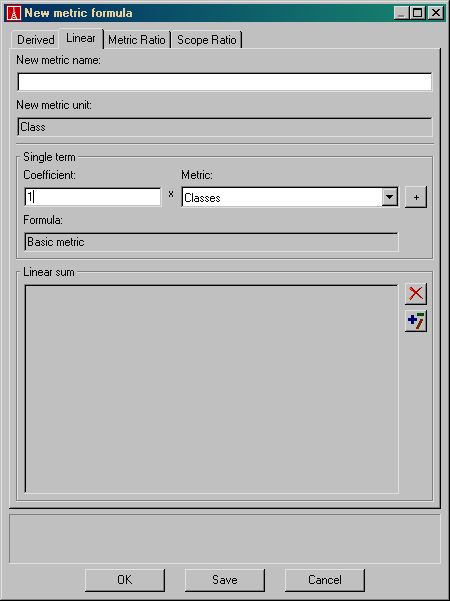 New metric formula
Derived Linear Metric Ratio Scope Ratio
New metric name:
New metric unit:
Class
Single term
Coefficient: Metric:
1 x Classes +
Formula:
Basic metric
Linear sum
OK Save Cancel